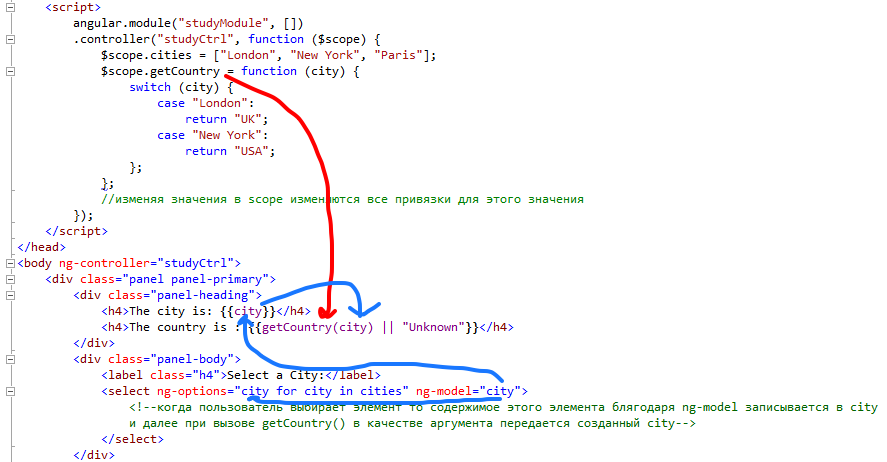 <script>
angular.module("studyModule", [])
.controller("studyCtrl", function ($scope) {
$scope.cities = ["London", "New York", "Paris"];
$scope.getCountry = function (city) {
switch (city) {
case "London":
return "UK";
case "New York":
return "USA";
};
};
//изменяя значения в scope изменяются все привязки для этого значения
});
</script>
</head>
<body ng-controller="studyCtrl">
<div class="panel panel-primary">
<div class="panel-heading">
<h4>The city is: {{city}}</h4>
<h4>The country is : {{getCountry(city) || "Unknown"}}</h4>
</div>
<div class="panel-body">
<label class="h4">Select a City:</label>
<select ng-options="city for city in cities" ng-model="city">
<!--когда пользователь выбирает элемент то содержимое этого элемента блягодаря ng-model записывается в city
и далее при вызове getCountry() в качестве аргумента передается созданный city-->
</select>
</div>